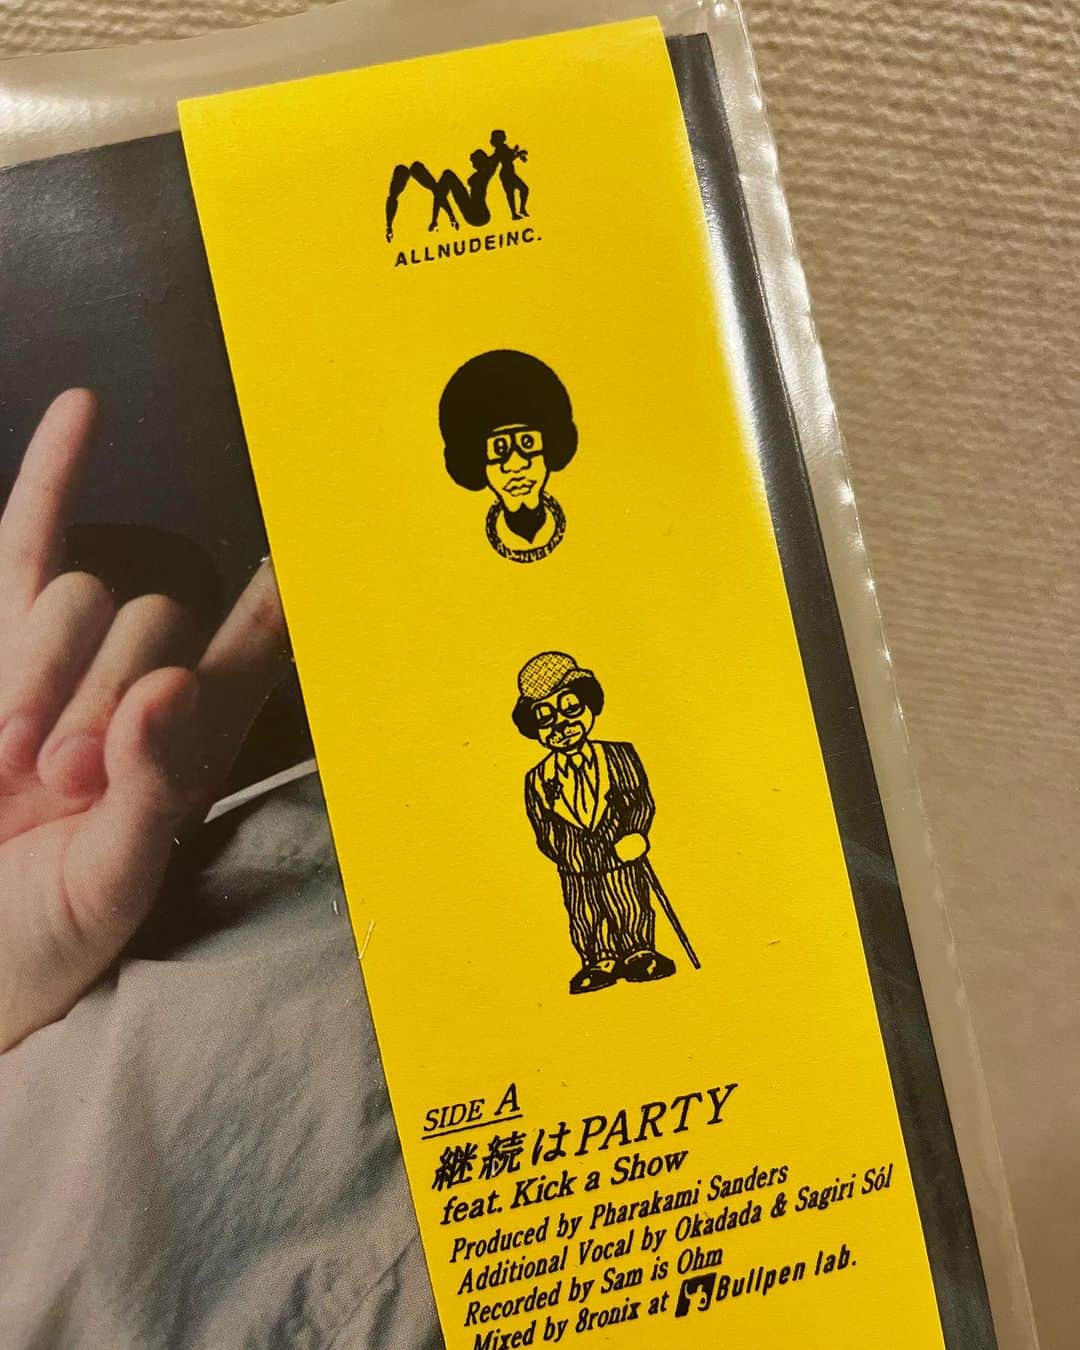 ALLNUDEINC.
SIDE A
継続はPARTY
feat. Kick a Show
Produced by Pharakami Sanders
Additional Vocal by Okadada & Sagiri Sól
Recorded by Sam is Ohm
Mixed by 8ronix at Bullpen lab.